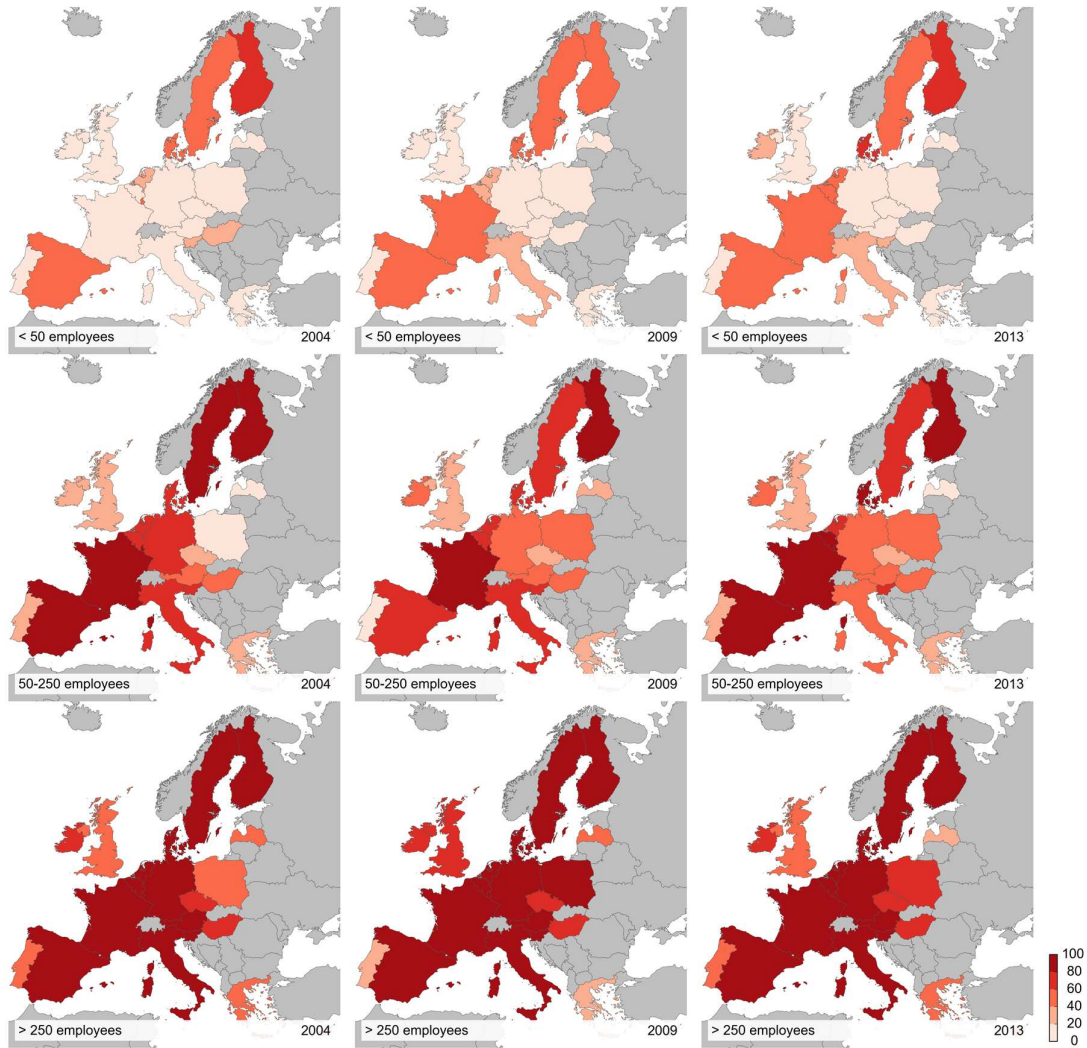 < 50 employees 2004
< 50 employees 2009
< 50 employees 2013
50-250 employees 2004
50-250 employees 2009
50-250 employees 2013
> 250 employees 2004
> 250 employees 2009
> 250 employees 2013
100
80
60
40
20
0